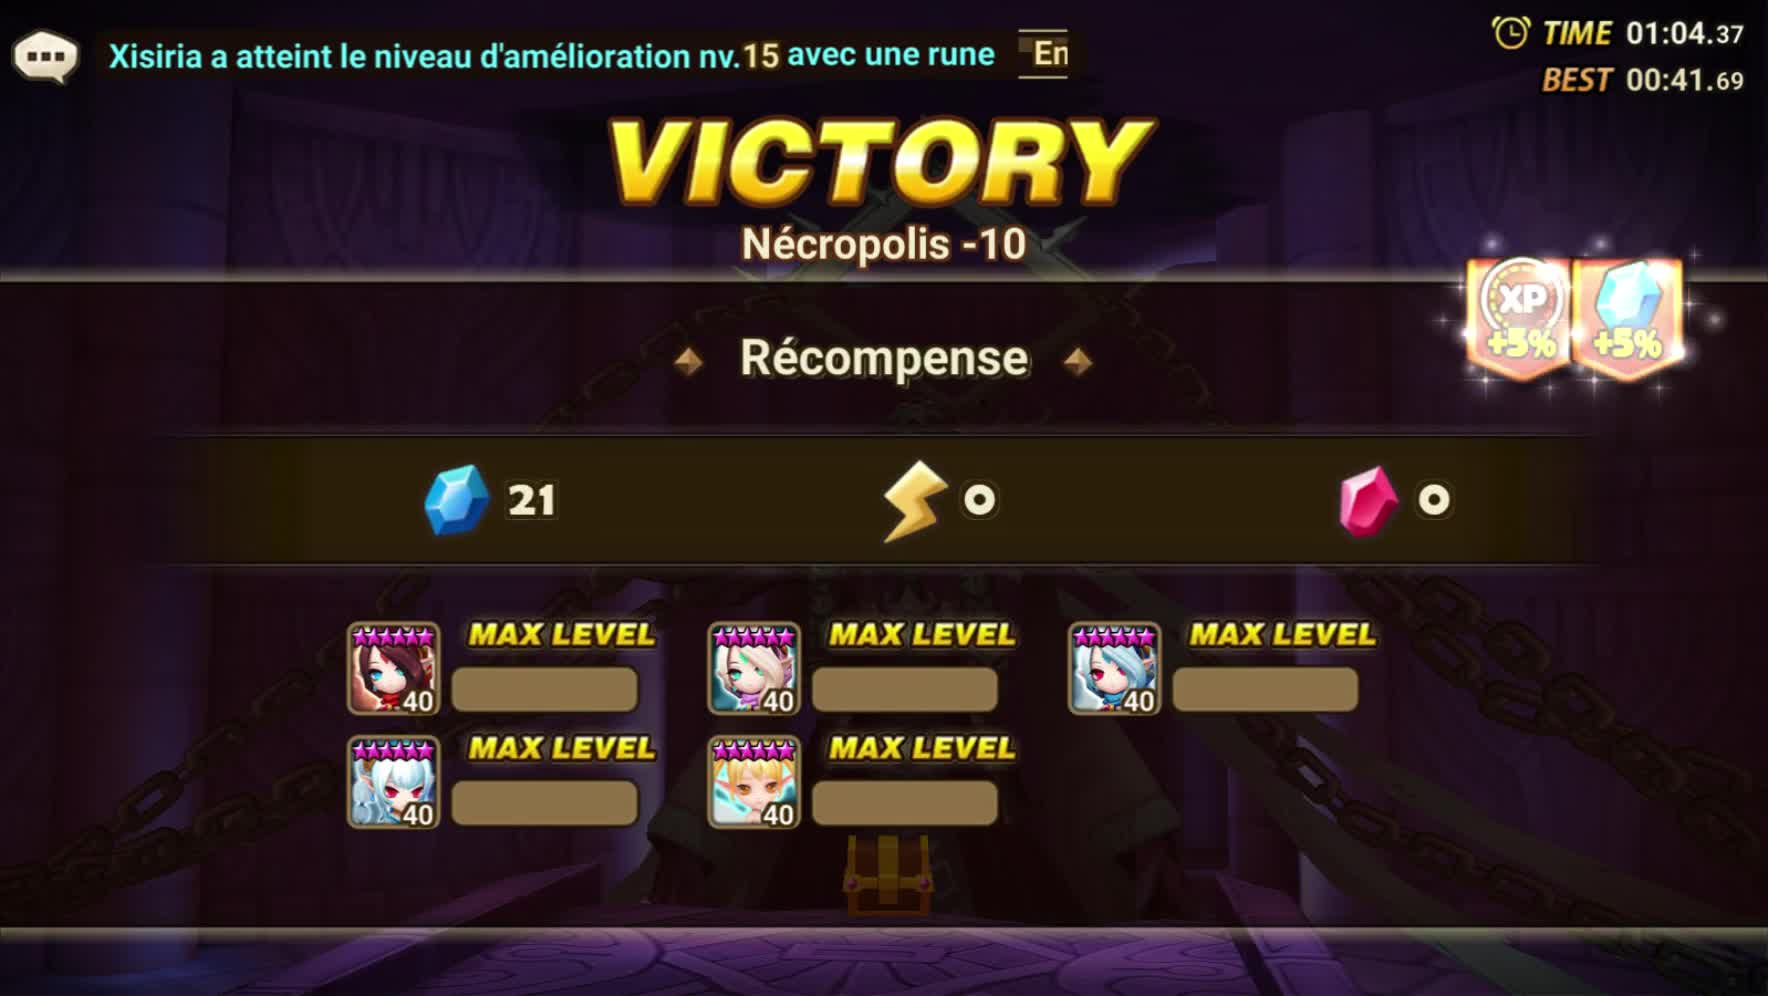 Xisiria a atteint le niveau d'amélioration nv.15 avec une rune En
TIME 01:04.37
BEST 00:41.69
VICTORY
Nécropolis -10
XP +5% +5%
Récompense
21 0 0
MAX LEVEL MAX LEVEL MAX LEVEL
40 40 40
MAX LEVEL MAX LEVEL
40 40